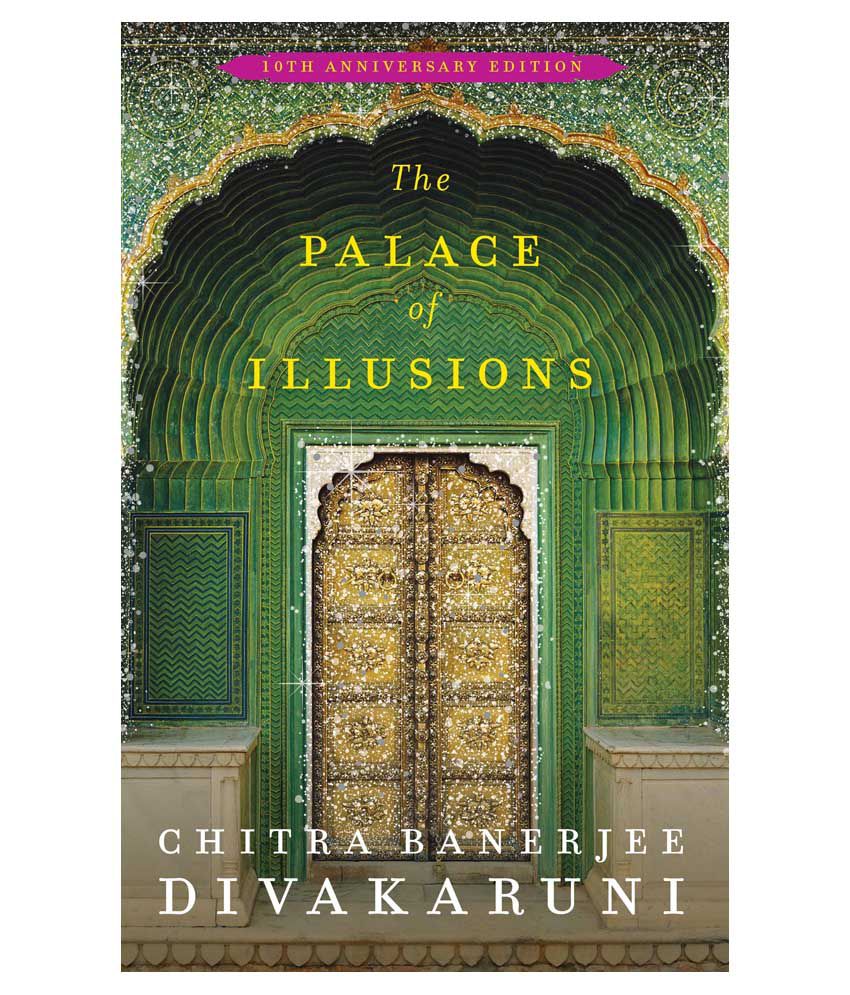 10TH ANNIVERSARY EDITION
The
PALACE
of
ILLUSIONS
CHITRA BANERJEE
DIVAKARUNI